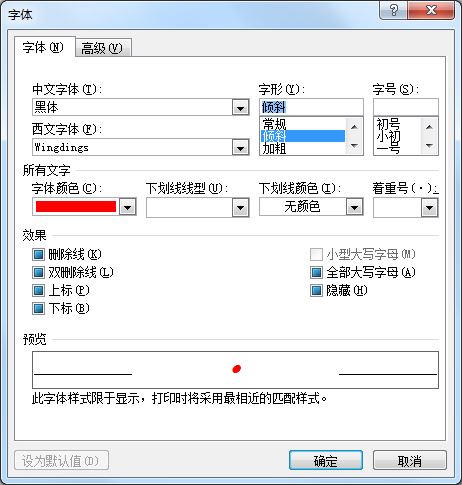 字体
字体(N) 高级(V)
中文字体(T): 字形(Y): 字号(S):
黑体 倾斜
常规 初号
西文字体(F): 倾斜 小初
Wingdings 加粗 一号
所有文字
字体颜色(C): 下划线线型(U): 下划线颜色(I): 着重号(·):
无颜色
效果
删除线(K) 小型大写字母(M)
双删除线(L) 全部大写字母(A)
上标(P) 隐藏(H)
下标(B)
预览
此字体样式限于显示，打印时将采用最相近的匹配样式。
设为默认值(D) 确定 取消